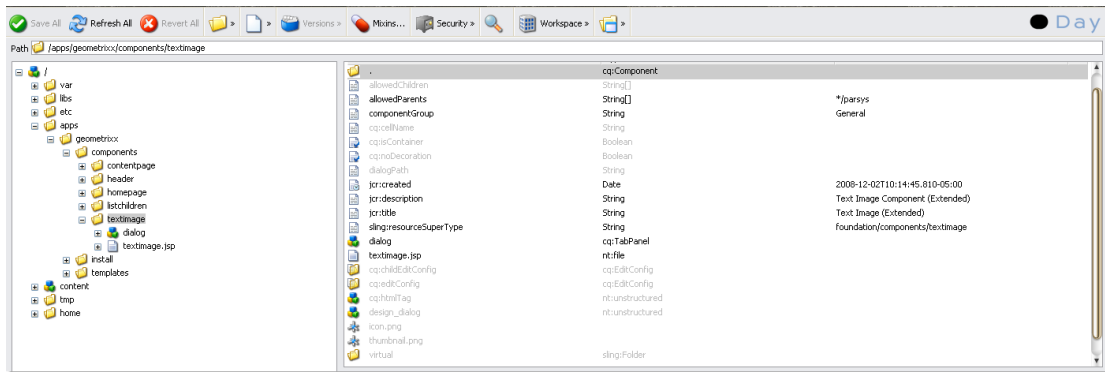 Save All Refresh All Revert All » » Versions » Mixins... Security » Workspace » » Day
Path /apps/geometrixx/components/textimage
/
var
libs
etc
apps
geometrixx
components
contentpage
header
homepage
listchildren
textimage
dialog
textimage.jsp
install
templates
content
tmp
home
. cq:Component
allowedChildren String[]
allowedParents String[] */parsys
componentGroup String General
cq:cellName String
cq:isContainer Boolean
cq:noDecoration Boolean
dialogPath String
jcr:created Date 2008-12-02T10:14:45.810-05:00
jcr:description String Text Image Component (Extended)
jcr:title String Text Image (Extended)
sling:resourceSuperType String foundation/components/textimage
dialog cq:TabPanel
textimage.jsp nt:file
cq:childEditConfig cq:EditConfig
cq:editConfig cq:EditConfig
cq:htmlTag nt:unstructured
design_dialog nt:unstructured
icon.png
thumbnail.png
virtual sling:Folder